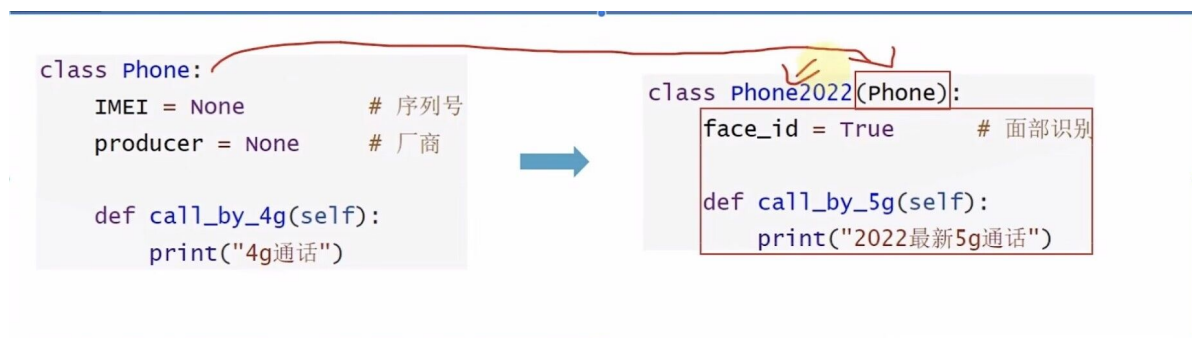 class Phone:
    IMEI = None          # 序列号
    producer = None      # 厂商
    def call_by_4g(self):
        print("4g通话")
class Phone2022(Phone):
    face_id = True      # 面部识别
    def call_by_5g(self):
        print("2022最新5g通话")